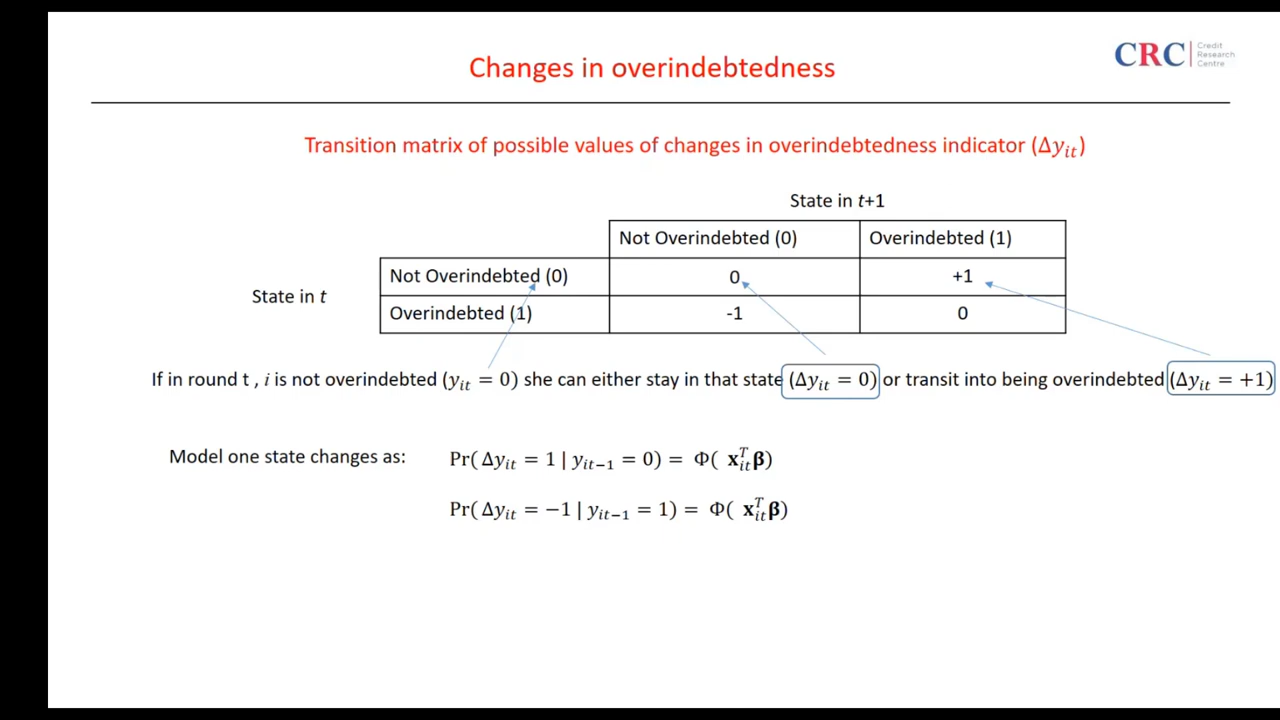 Changes in overindebtedness
CRC Credit Research Centre
Transition matrix of possible values of changes in overindebtedness indicator (Δy_it)
State in t+1
Not Overindebted (0) Overindebted (1)
State in t
Not Overindebted (0) 0 +1
Overindebted (1) -1 0
If in round t , i is not overindebted (y_it = 0) she can either stay in that state (Δy_it = 0) or transit into being overindebted (Δy_it = +1)
Model one state changes as: Pr( Δy_it = 1 | y_it−1 = 0) = Φ( x_it^T β)
Pr( Δy_it = −1 | y_it−1 = 1) = Φ( x_it^T β)